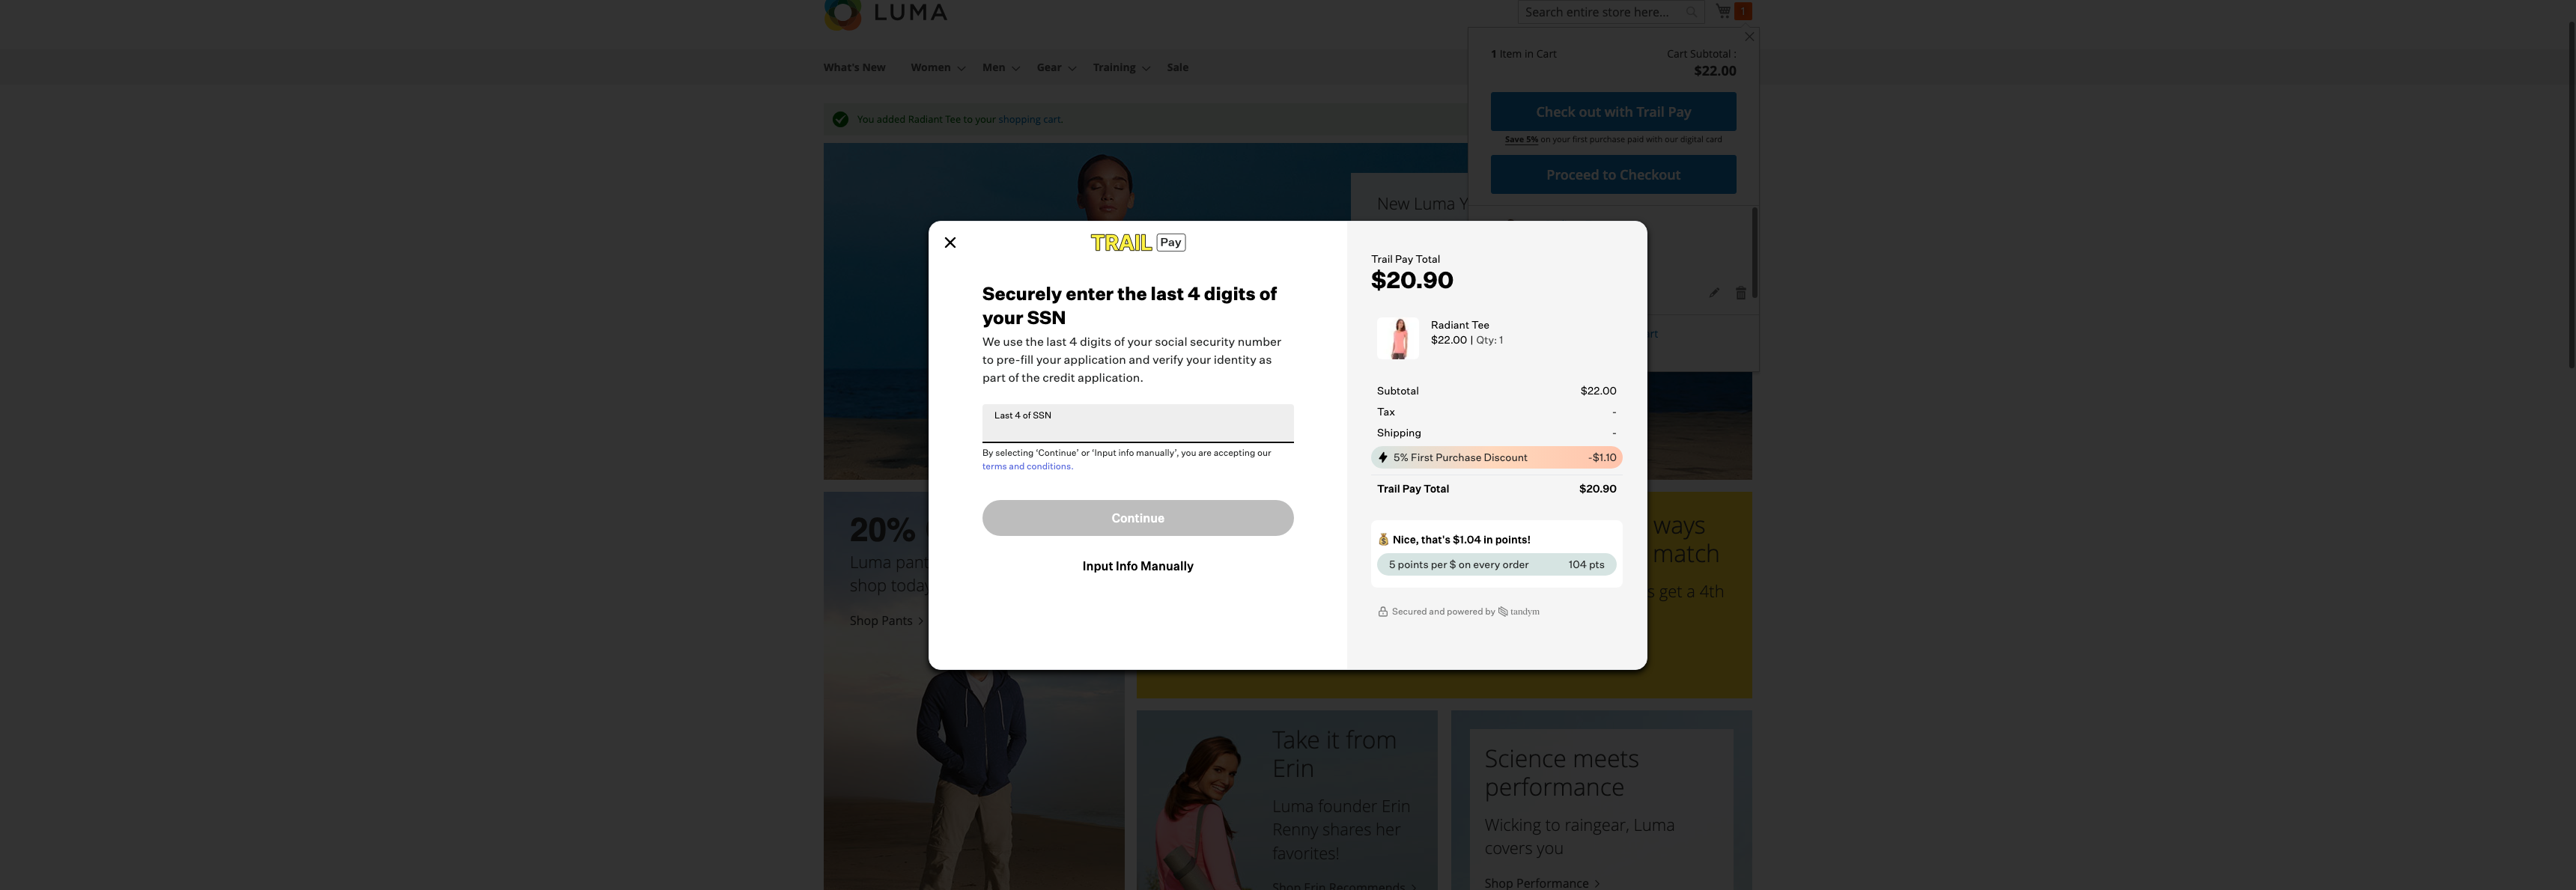 LUMA
Search entire store here...
1
What's New
Women
Men
Gear
Training
Sale
1 Item in Cart
Cart Subtotal :
$22.00
Check out with Trail Pay
Save 5% on your first purchase paid with our digital card
Proceed to Checkout
You added Radiant Tee to your shopping cart.
New Luma Y
TRAIL Pay
Securely enter the last 4 digits of
your SSN
We use the last 4 digits of your social security number
to pre-fill your application and verify your identity as
part of the credit application.
Last 4 of SSN
By selecting 'Continue' or 'Input info manually', you are accepting our
terms and conditions.
Continue
Input Info Manually
Trail Pay Total
$20.90
Radiant Tee
$22.00 | Qty: 1
Subtotal $22.00
Tax -
Shipping -
5% First Purchase Discount -$1.10
Trail Pay Total $20.90
Nice, that's $1.04 in points!
5 points per $ on every order 104 pts
Secured and powered by tandym
20%
Luma pant
shop today
Shop Pants
ways
match
s get a 4th
Take it from
Erin
Luma founder Erin
Renny shares her
favorites!
Shop Erin Recommends
Science meets
performance
Wicking to raingear, Luma
covers you
Shop Performance